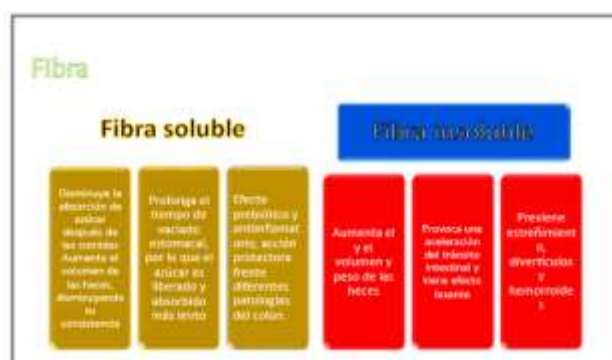 Fibra
Fibra soluble
Fibra insoluble
Disminuye la
absorción de
azúcar
después de
las comidas
Aumenta el
volumen de
las heces,
disminuyendo
su
consistencia
Prolonga el
tiempo de
vaciado
estomacal,
por lo que el
azúcar es
liberado y
absorbido
más lento
Efecto
prebiótico y
antiinflamat
orio, acción
protectora
frente
diferentes
patologías
del colon.
Aumenta el
y el
volumen y
peso de las
heces
Provoca una
aceleración
del tránsito
intestinal y
tiene efecto
laxante
Previene
estreñimient
o,
divertículos
y
hemorroide
s